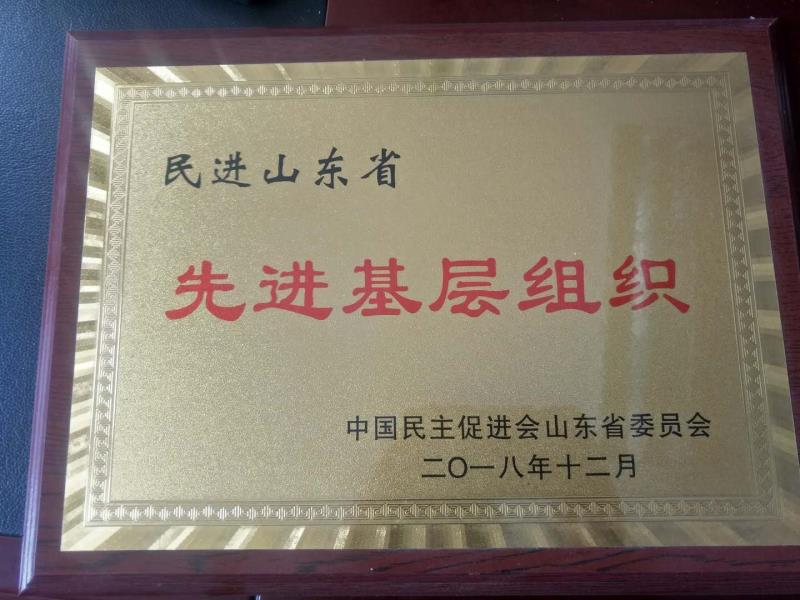 民进山东省
先进基层组织
中国民主促进会山东省委员会
二〇一八年十二月